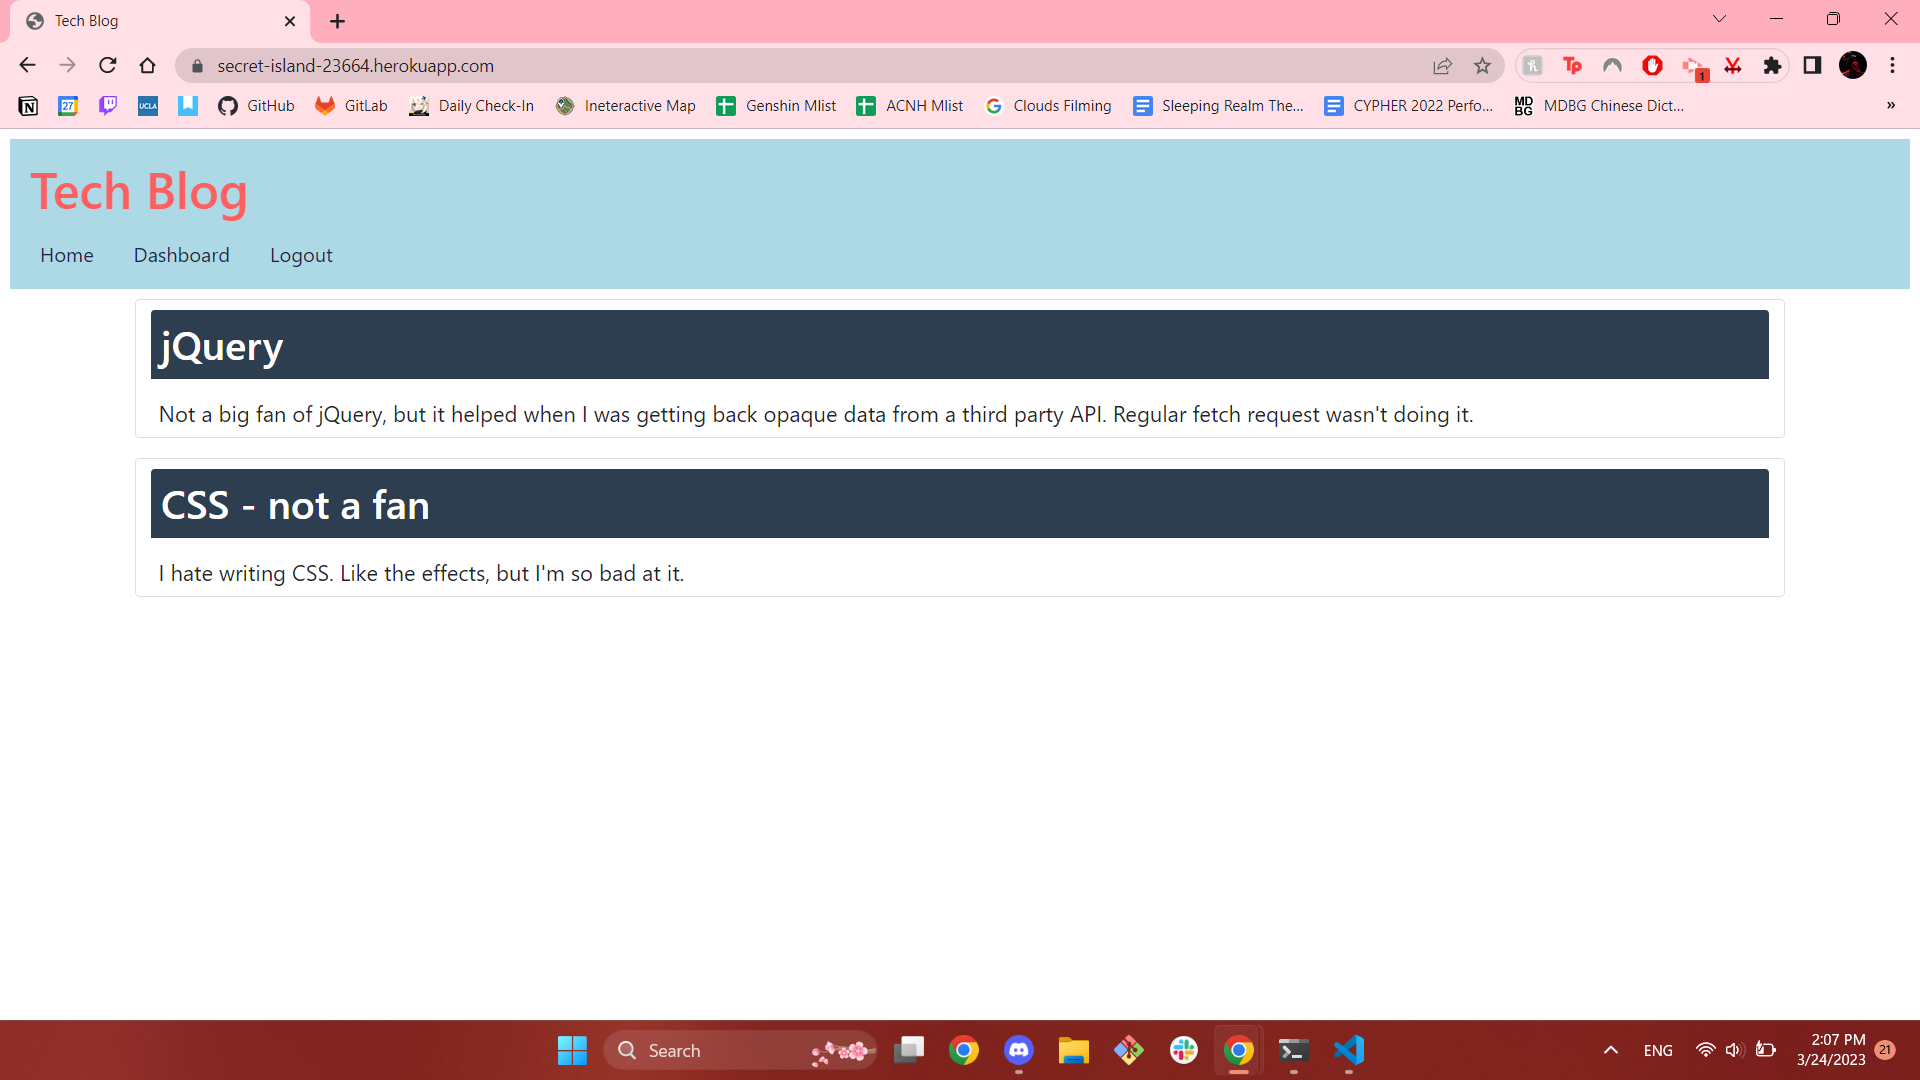 Tech Blog
secret-island-23664.herokuapp.com
1
27
UCLA
GitHub
GitLab
Daily Check-In
Ineteractive Map
Genshin Mlist
ACNH Mlist
Clouds Filming
Sleeping Realm The...
CYPHER 2022 Perfo...
MDBG
MDBG Chinese Dict...
»
Tech Blog
Home Dashboard Logout
jQuery
Not a big fan of jQuery, but it helped when I was getting back opaque data from a third party API. Regular fetch request wasn't doing it.
CSS - not a fan
I hate writing CSS. Like the effects, but I'm so bad at it.
Search
ENG
2:07 PM
3/24/2023
21